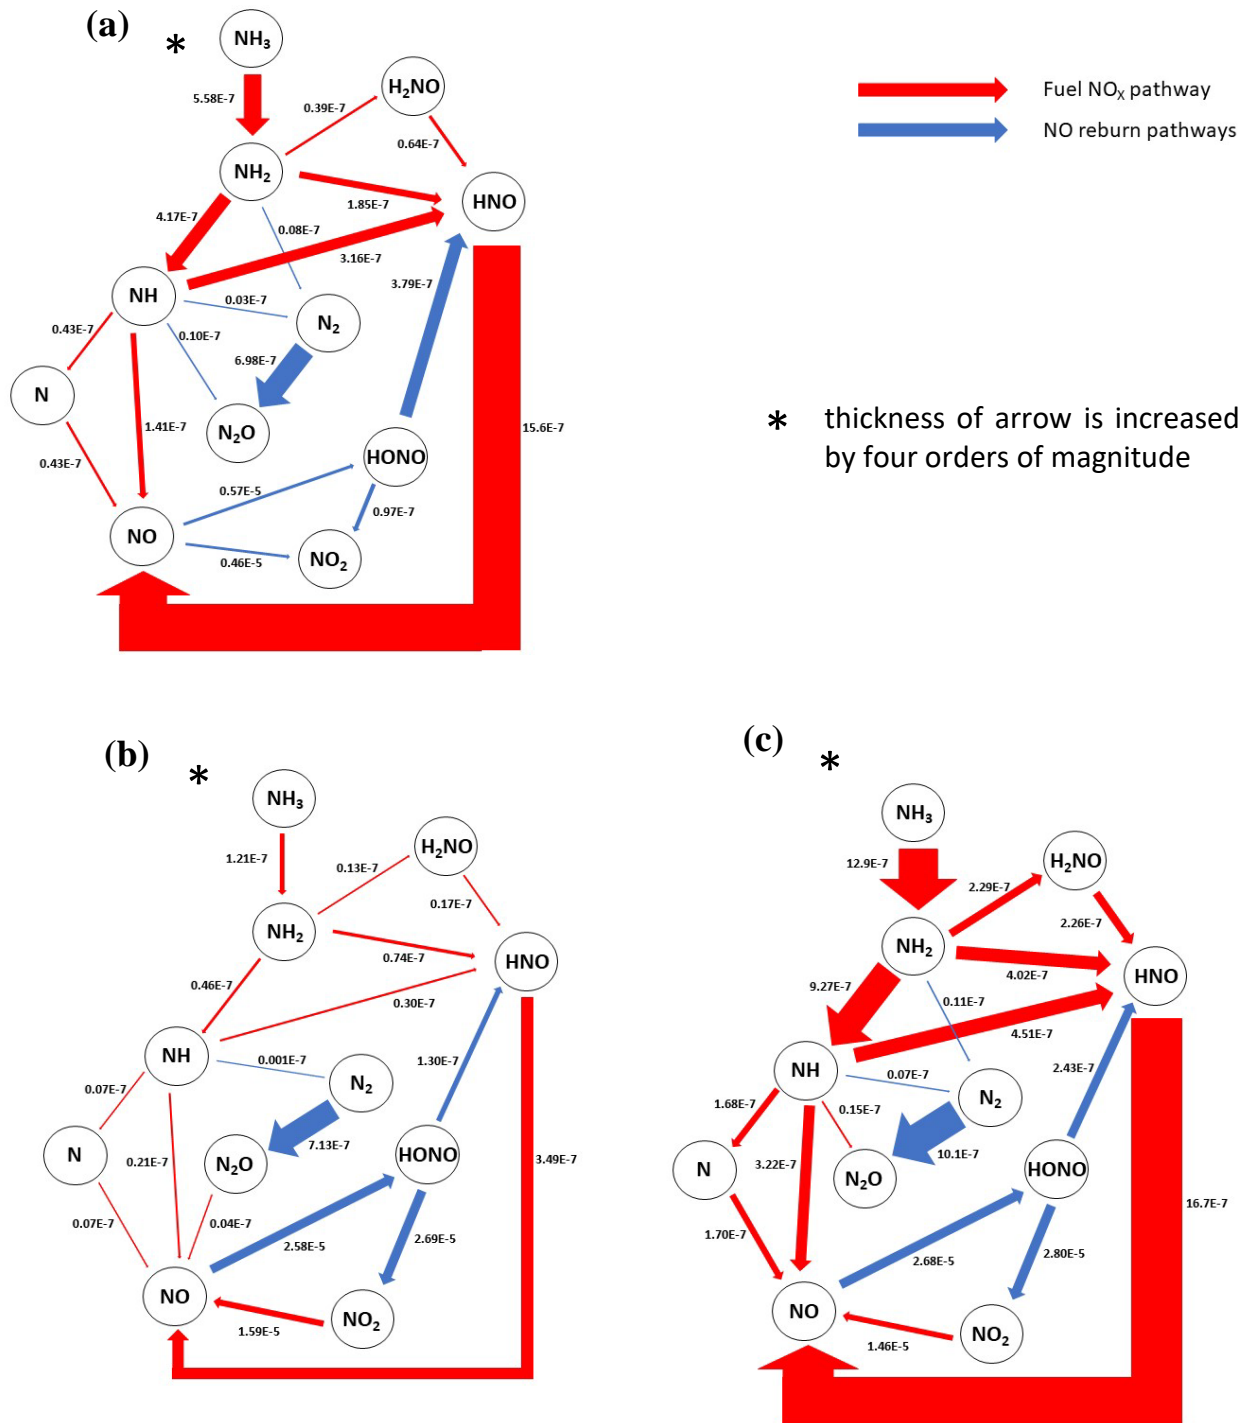 (a)
*
NH₃
5.58E-7
0.39E-7
H₂NO
0.64E-7
NH₂
1.85E-7
HNO
4.17E-7
0.08E-7
3.16E-7
3.79E-7
NH
0.03E-7
0.10E-7
N₂
0.43E-7
6.98E-7
N
1.41E-7
N₂O
15.6E-7
HONO
0.43E-7
0.57E-5
0.97E-7
NO
0.46E-5
NO₂
Fuel NOₓ pathway
NO reburn pathways
* thickness of arrow is increased
by four orders of magnitude
(b)
*
NH₃
1.21E-7
0.13E-7
H₂NO
0.17E-7
NH₂
0.74E-7
HNO
0.46E-7
0.30E-7
NH
0.001E-7
1.30E-7
0.07E-7
N₂
7.13E-7
N
0.21E-7
N₂O
HONO
3.49E-7
0.07E-7
0.04E-7
2.58E-5
2.69E-5
NO
1.59E-5
NO₂
(c)
*
NH₃
12.9E-7
2.29E-7
H₂NO
2.26E-7
NH₂
4.02E-7
HNO
9.27E-7
0.11E-7
4.51E-7
NH
0.07E-7
2.43E-7
1.68E-7
0.15E-7
N₂
10.1E-7
N
3.22E-7
N₂O
HONO
16.7E-7
1.70E-7
2.68E-5
2.80E-5
NO
1.46E-5
NO₂